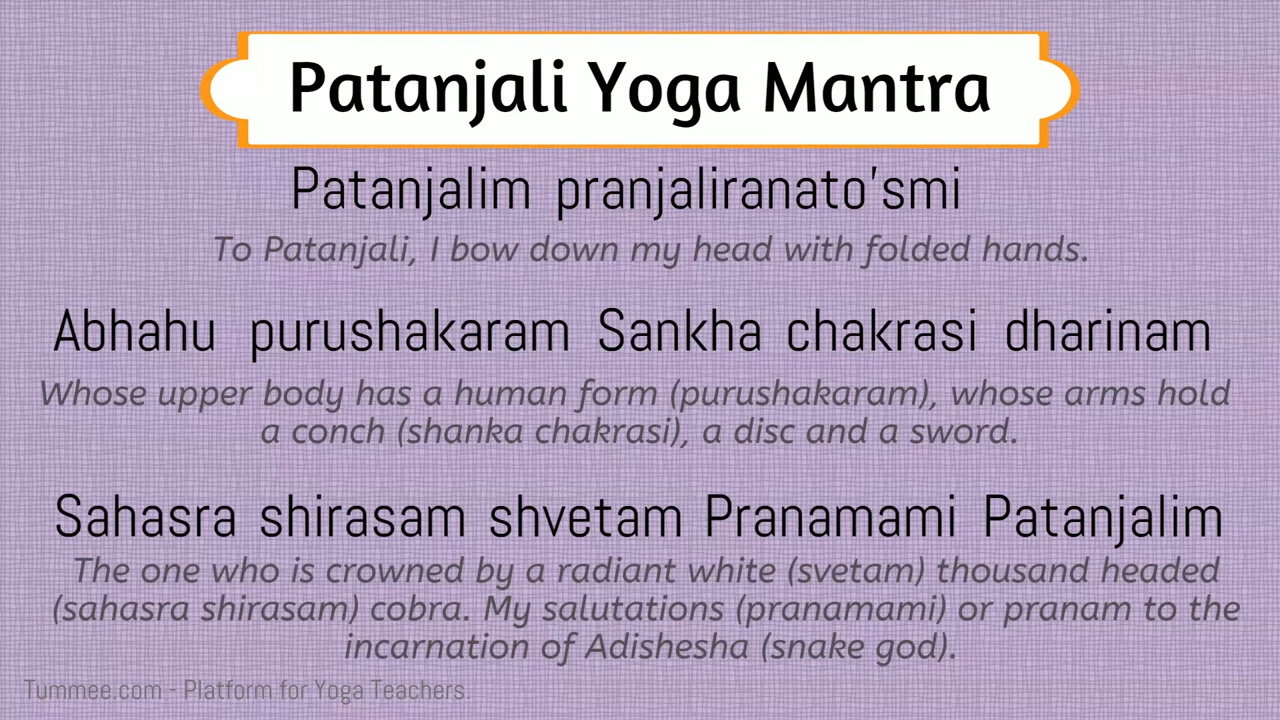 Patanjali Yoga Mantra
Patanjalim pranjaliranato'smi
To Patanjali, I bow down my head with folded hands.
Abhahu purushakaram Sankha chakrasi dharinam
Whose upper body has a human form (purushakaram), whose arms hold
a conch (shanka chakrasi), a disc and a sword.
Sahasra shirasam shvetam Pranamami Patanjalim
The one who is crowned by a radiant white (svetam) thousand headed
(sahasra shirasam) cobra. My salutations (pranamami) or pranam to the
incarnation of Adishesha (snake god).
Tummee.com - Platform for Yoga Teachers.